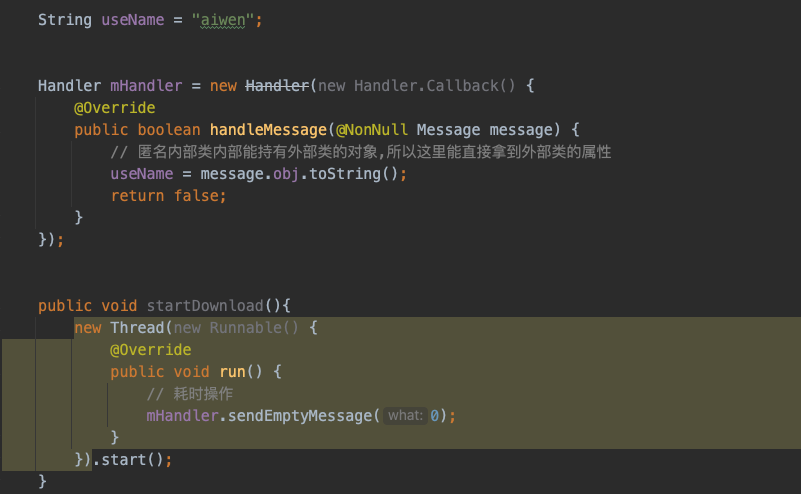 String useName = "aiwen";
Handler mHandler = new Handler(new Handler.Callback() {
@Override
public boolean handleMessage(@NonNull Message message) {
// 匿名内部类内部能持有外部类的对象,所以这里能直接拿到外部类的属性
useName = message.obj.toString();
return false;
}
});
public void startDownload(){
new Thread(new Runnable() {
@Override
public void run() {
// 耗时操作
mHandler.sendEmptyMessage( what: 0);
}
}).start();
}